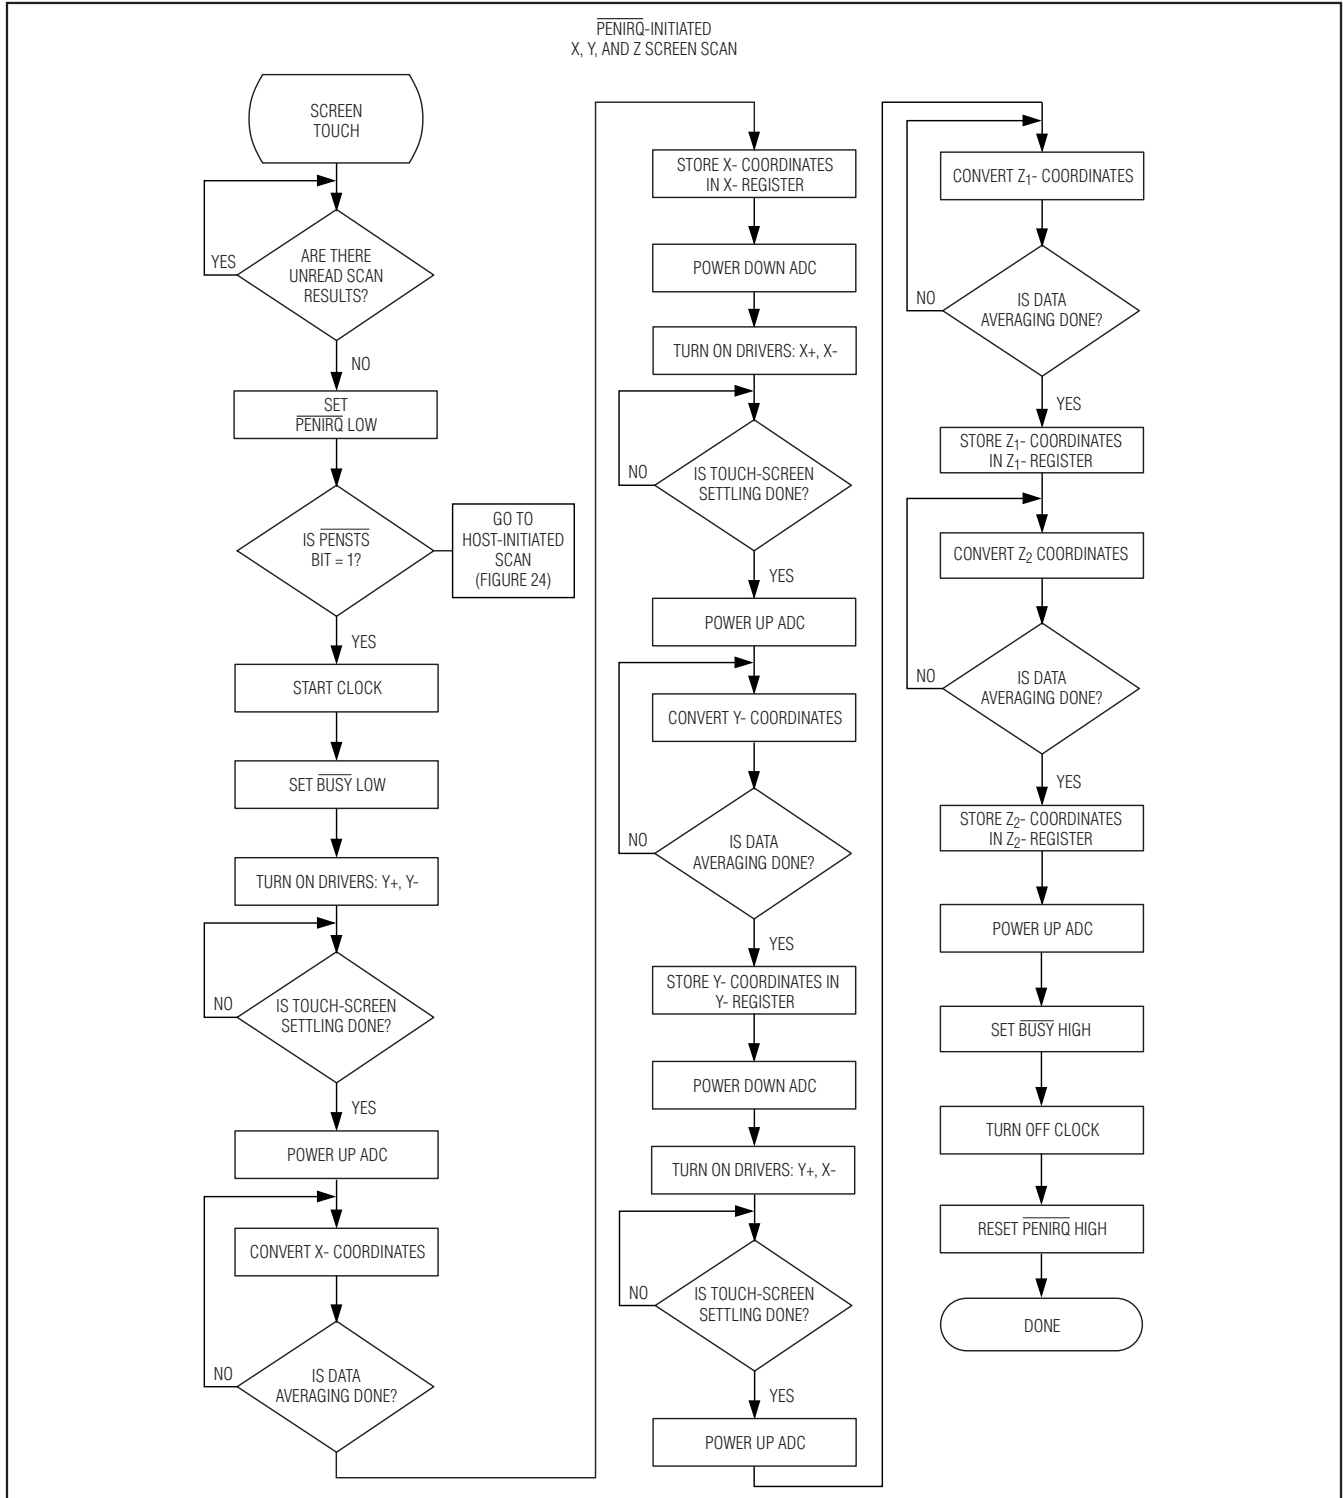 PENIRQ-INITIATED
X, Y, AND Z SCREEN SCAN
SCREEN
TOUCH
ARE THERE
UNREAD SCAN
RESULTS?
YES
NO
SET
PENIRQ LOW
IS PENSTS
BIT = 1?
GO TO
HOST-INITIATED
SCAN
(FIGURE 24)
YES
START CLOCK
SET BUSY LOW
TURN ON DRIVERS: Y+, Y-
IS TOUCH-SCREEN
SETTLING DONE?
NO
YES
POWER UP ADC
CONVERT X- COORDINATES
IS DATA
AVERAGING DONE?
NO
STORE X- COORDINATES
IN X- REGISTER
POWER DOWN ADC
TURN ON DRIVERS: X+, X-
IS TOUCH-SCREEN
SETTLING DONE?
NO
YES
POWER UP ADC
CONVERT Y- COORDINATES
IS DATA
AVERAGING DONE?
NO
YES
STORE Y- COORDINATES IN
Y- REGISTER
POWER DOWN ADC
TURN ON DRIVERS: Y+, X-
IS TOUCH-SCREEN
SETTLING DONE?
NO
YES
POWER UP ADC
CONVERT Z1- COORDINATES
IS DATA
AVERAGING DONE?
NO
YES
STORE Z1- COORDINATES
IN Z1- REGISTER
CONVERT Z2 COORDINATES
IS DATA
AVERAGING DONE?
NO
YES
STORE Z2- COORDINATES
IN Z2- REGISTER
POWER UP ADC
SET BUSY HIGH
TURN OFF CLOCK
RESET PENIRQ HIGH
DONE